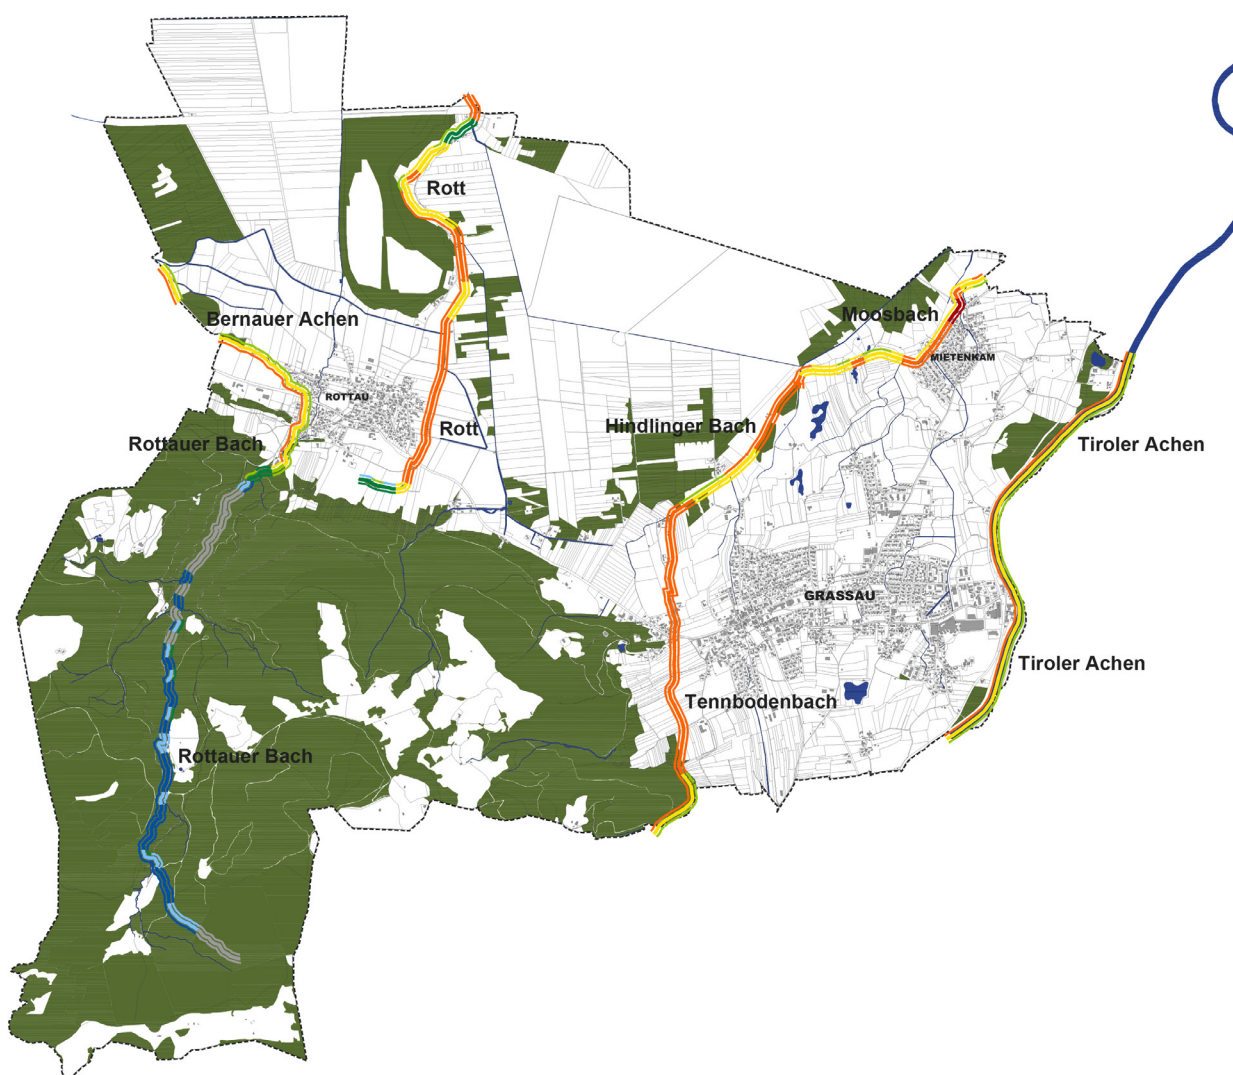 Rott
Moosbach
Bernauer Achen
MIETENKAM
ROTTAU
Hindlinger Bach
Rott
Rottauer Bach
Tiroler Achen
GRASSAU
Tiroler Achen
Tennbodenbach
Rottauer Bach